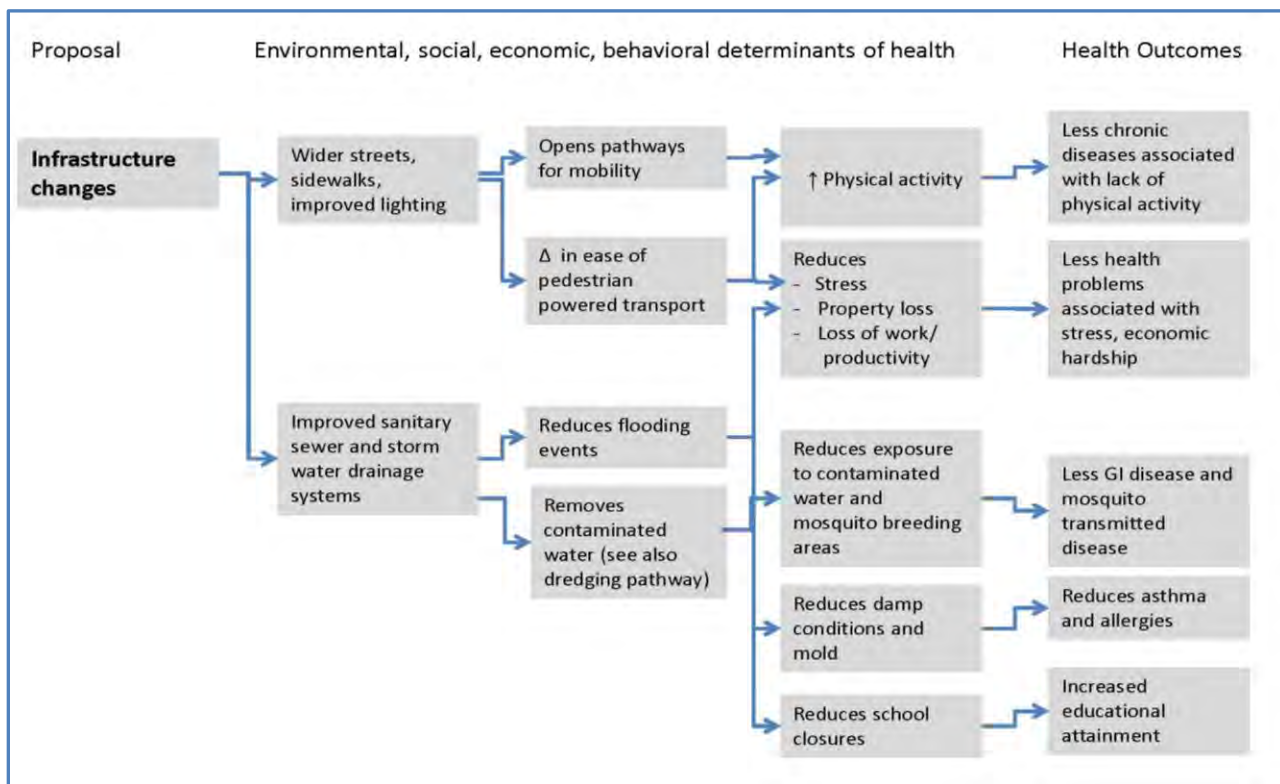 Proposal
Environmental, social, economic, behavioral determinants of health
Health Outcomes
Infrastructure
changes
Wider streets,
sidewalks,
improved lighting
Opens pathways
for mobility
↑ Physical activity
Less chronic
diseases associated
with lack of
physical activity
Δ in ease of
pedestrian
powered transport
Reduces
- Stress
- Property loss
- Loss of work/
productivity
Less health
problems
associated with
stress, economic
hardship
Improved sanitary
sewer and storm
water drainage
systems
Reduces flooding
events
Removes
contaminated
water (see also
dredging pathway)
Reduces exposure
to contaminated
water and
mosquito breeding
areas
Less GI disease and
mosquito
transmitted
disease
Reduces damp
conditions and
mold
Reduces asthma
and allergies
Reduces school
closures
Increased
educational
attainment